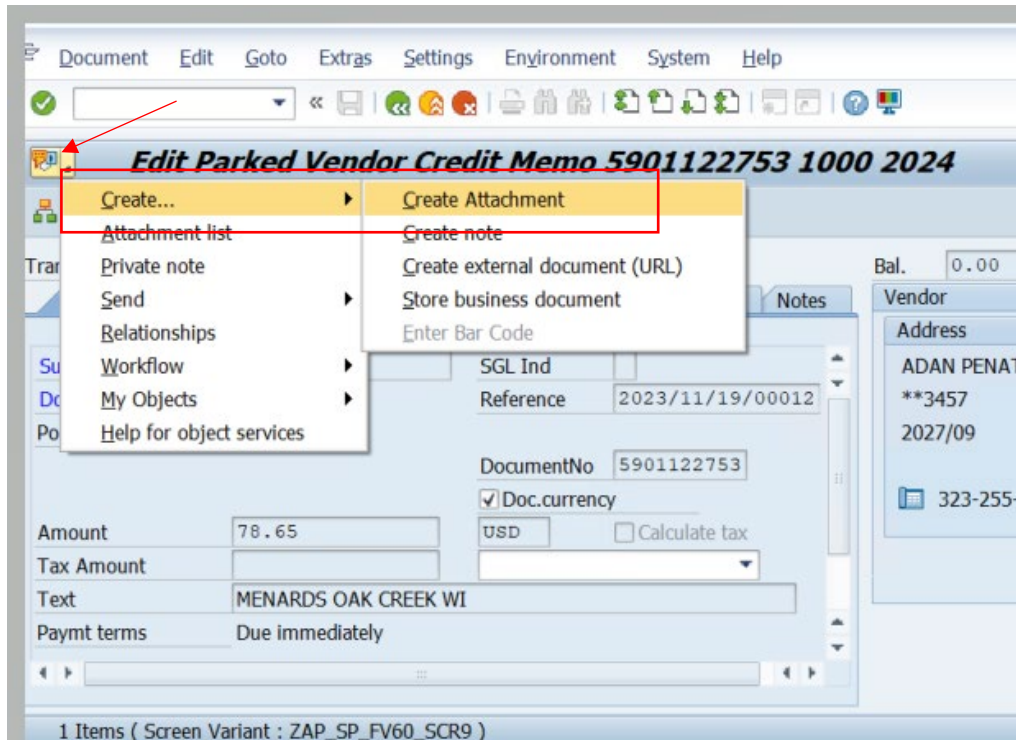 Document Edit Goto Extras Settings Environment System Help
Edit Parked Vendor Credit Memo 5901122753 1000 2024
Create... Create Attachment
Attachment list Create note
Private note Create external document (URL) Bal. 0.00
Send Store business document Notes Vendor
Relationships Enter Bar Code Address
Workflow SGL Ind ADAN
My Objects Reference 2023/11/19/00012 **3457
Help for object services 2027/09
DocumentNo 5901122753
Doc.currency 323-255-
Amount 78.65 USD Calculate tax
Tax Amount
Text MENARDS OAK CREEK WI
Paymt terms Due immediately
1 Items ( Screen Variant : ZAP_SP_FV60_SCR9 )